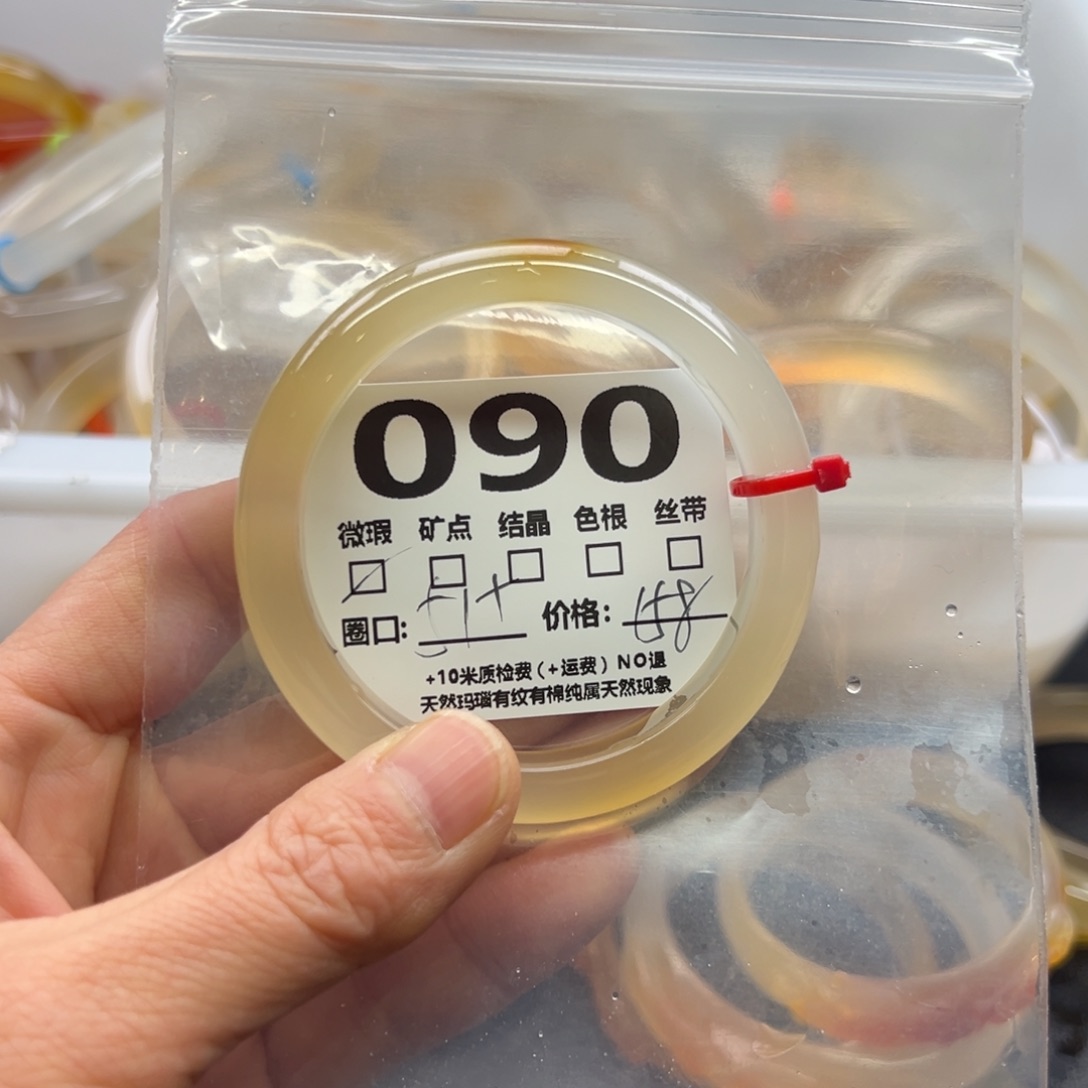 090
微瑕 矿点 结晶 色根 丝带
圈口: 51+ 价格: 158
+10米质检费(+运费)NO退
天然玛瑙有纹有棉纯属天然现象